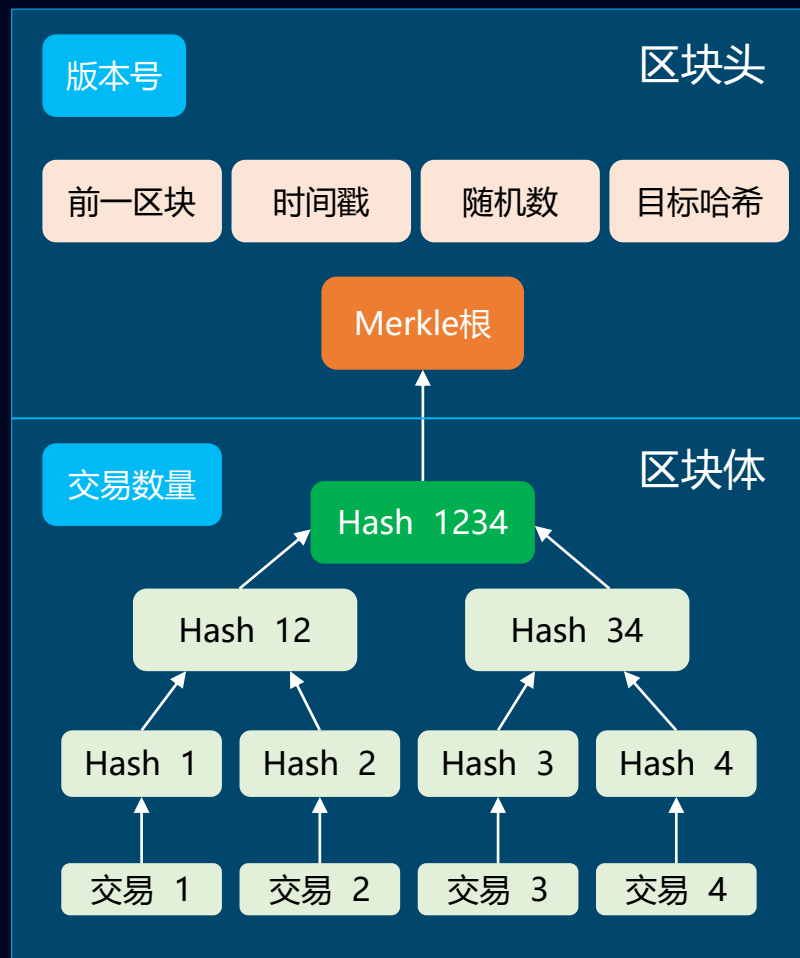 版本号
区块头
前一区块
时间戳
随机数
目标哈希
Merkle根
交易数量
区块体
Hash 1234
Hash 12
Hash 34
Hash 1
Hash 2
Hash 3
Hash 4
交易 1
交易 2
交易 3
交易 4